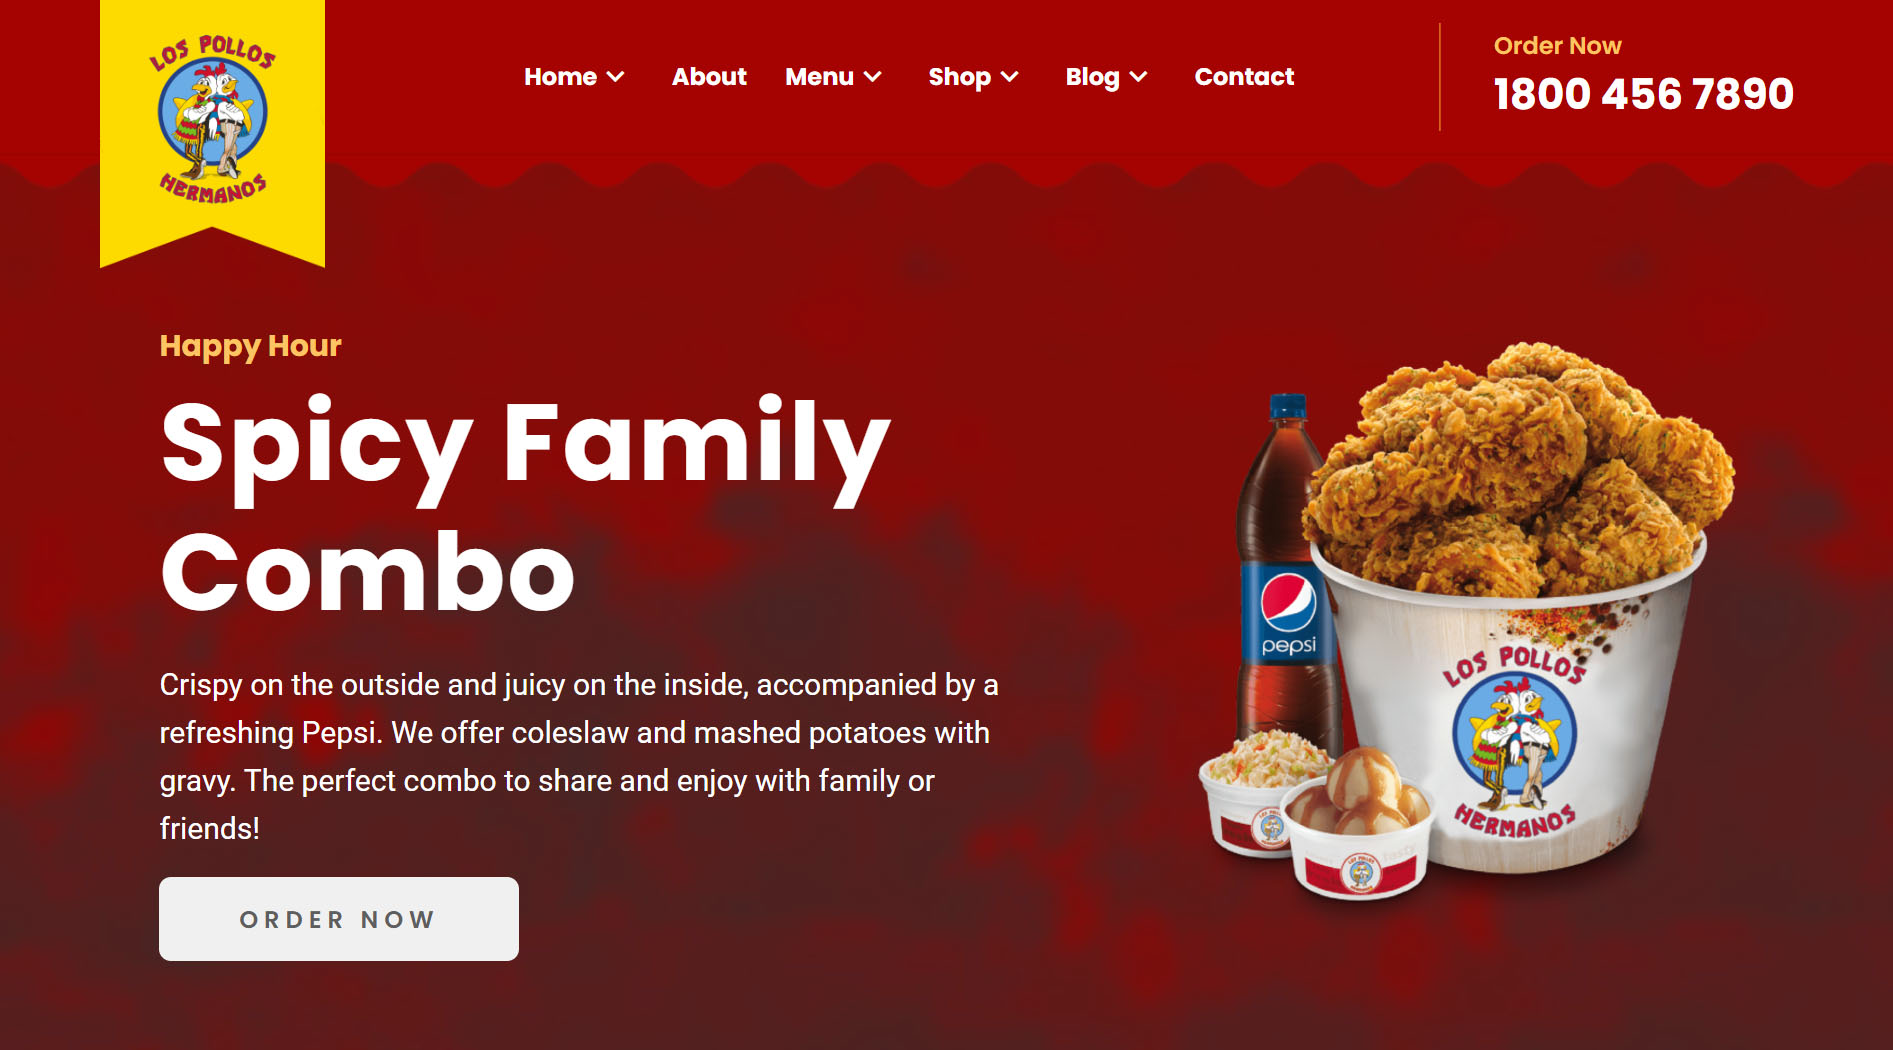 LOS POLLOS
HERMANOS
Home
About
Menu
Shop
Blog
Contact
Order Now
1800 456 7890
Happy Hour
Spicy Family
Combo
Crispy on the outside and juicy on the inside, accompanied by a
refreshing Pepsi. We offer coleslaw and mashed potatoes with
gravy. The perfect combo to share and enjoy with family or
friends!
ORDER NOW
pepsi
LOS POLLOS
HERMANOS